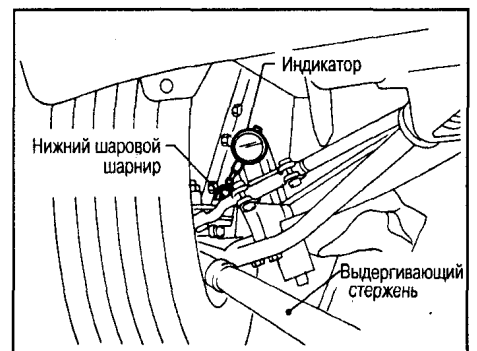 Индикатор
Нижний шаровой
шарнир
Выдергивающий
стержень